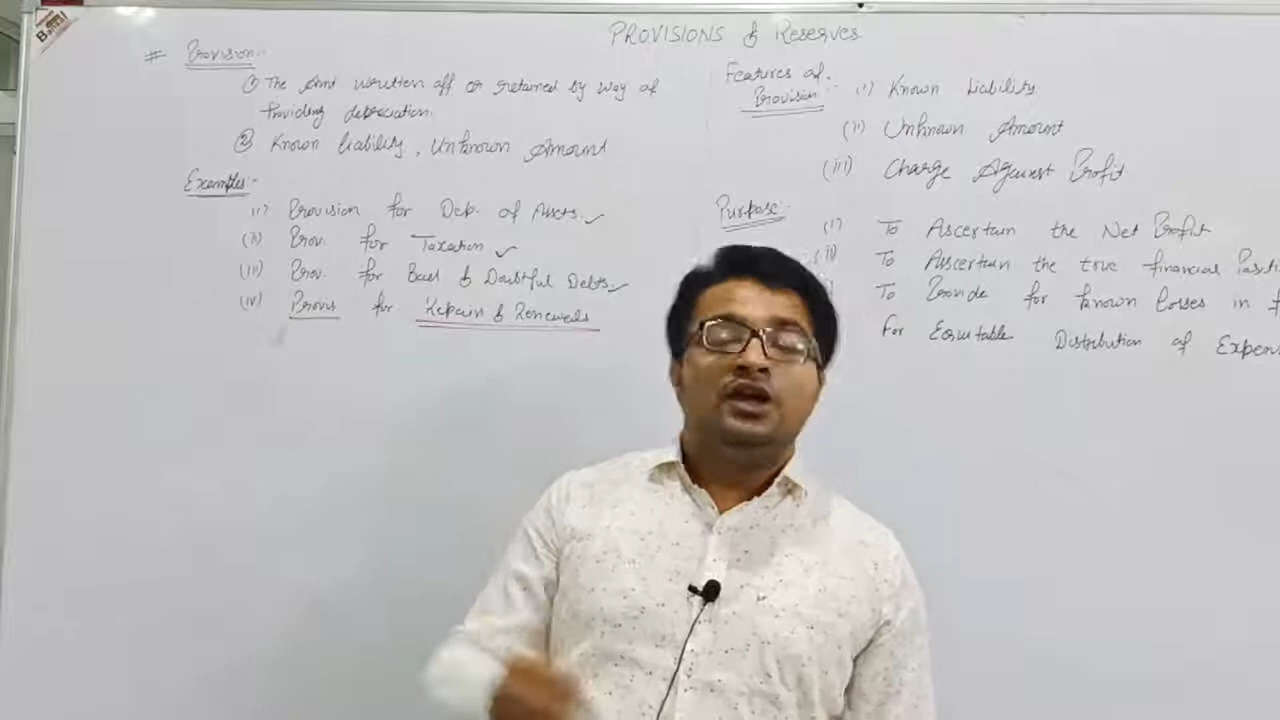 PROVISIONS & Reserves
# Provision:-
① The Amt written off or retained by way of
Providing depreciation.
② Known liability, Unknown Amount
Examples:-
(i) Provision for Dep. of Assets.
(ii) Prov. for Taxation
(iii) Prov. for Bad & Doubtful Debts.
(iv) Provis for Repairs & Renewals
Features of
Provision:- (i) Known Liability
(ii) Unknown Amount
(iii) Charge Against Profit
Purpose:-
(i) To Ascertain the Net Profit
(ii) To Ascertain the true financial Positi
To Provide for known losses in f
For Equitable Distribution of Expen